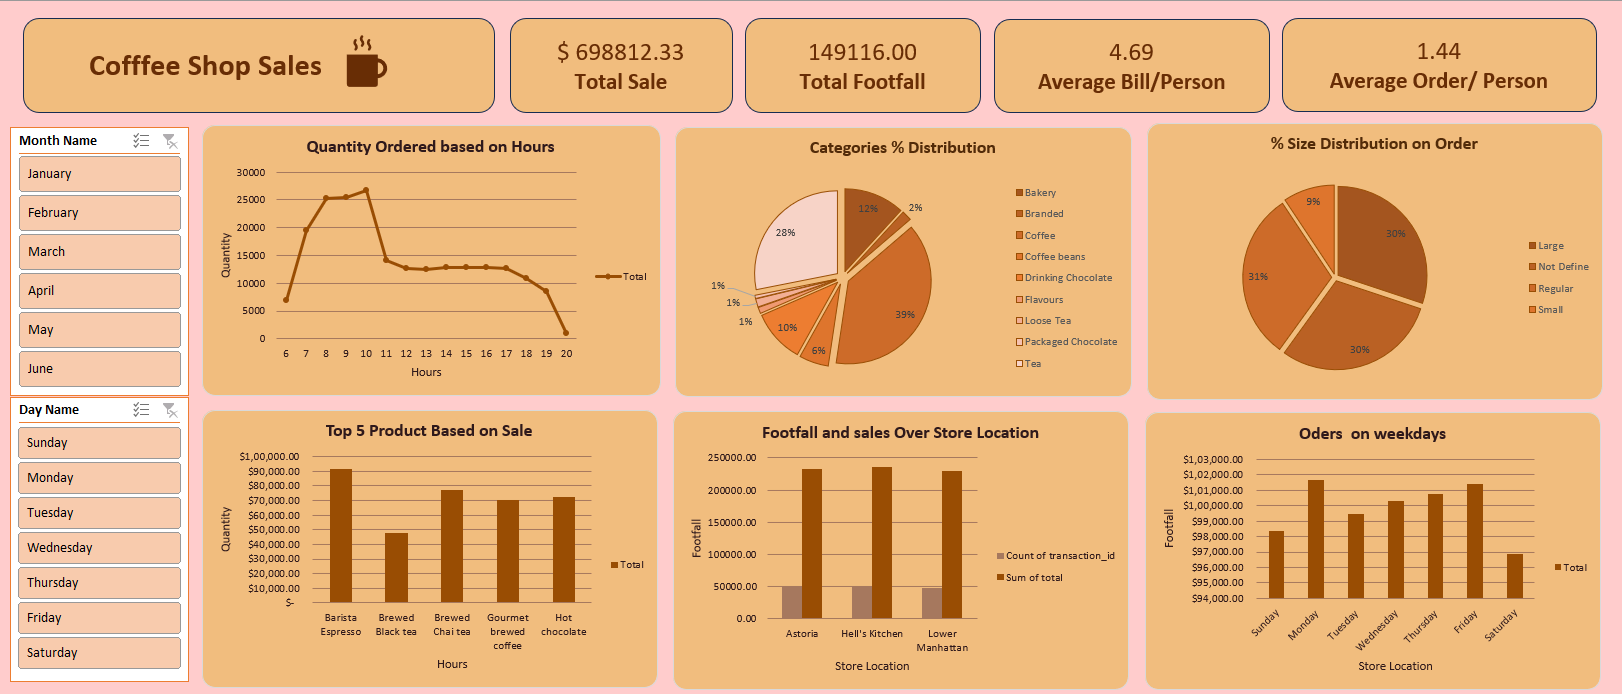 Cofffee Shop Sales
$ 698812.33
Total Sale
149116.00
Total Footfall
4.69
Average Bill/Person
1.44
Average Order/ Person
Month Name
January
February
March
April
May
June
Day Name
Sunday
Monday
Tuesday
Wednesday
Thursday
Friday
Saturday
Quantity Ordered based on Hours
30000
25000
20000
15000
10000
5000
0
Quantity
6 7 8 9 10 11 12 13 14 15 16 17 18 19 20
Hours
Total
Categories % Distribution
12%
2%
39%
6%
10%
1%
1%
1%
28%
Bakery
Branded
Coffee
Coffee beans
Drinking Chocolate
Flavours
Loose Tea
Packaged Chocolate
Tea
% Size Distribution on Order
30%
30%
31%
9%
Large
Not Define
Regular
Small
Top 5 Product Based on Sale
$1,00,000.00
$90,000.00
$80,000.00
$70,000.00
$60,000.00
$50,000.00
$40,000.00
$30,000.00
$20,000.00
$10,000.00
$-
Quantity
Barista Espresso
Brewed Black tea
Brewed Chai tea
Gourmet brewed coffee
Hot chocolate
Hours
Total
Footfall and sales Over Store Location
250000.00
200000.00
150000.00
100000.00
50000.00
0.00
Footfall
Astoria
Hell's Kitchen
Lower Manhattan
Store Location
Count of transaction_id
Sum of total
Oders on weekdays
$1,03,000.00
$1,02,000.00
$1,01,000.00
$1,00,000.00
$99,000.00
$98,000.00
$97,000.00
$96,000.00
$95,000.00
$94,000.00
Footfall
Sunday
Monday
Tuesday
Wednesday
Thursday
Friday
Saturday
Store Location
Total